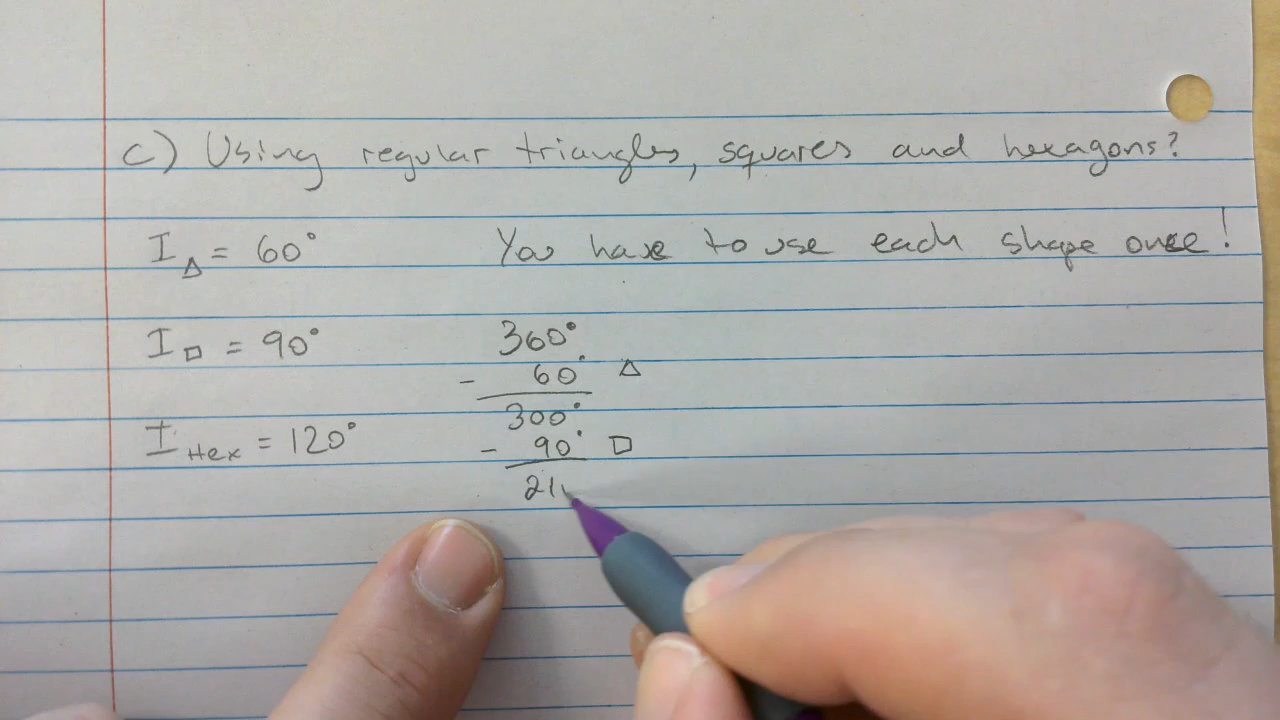 c) Using regular triangles, squares and hexagons?
I△ = 60° You have to use each shape once!
I□ = 90° 360°
- 60° △
300°
I Hex = 120° - 90° □
21